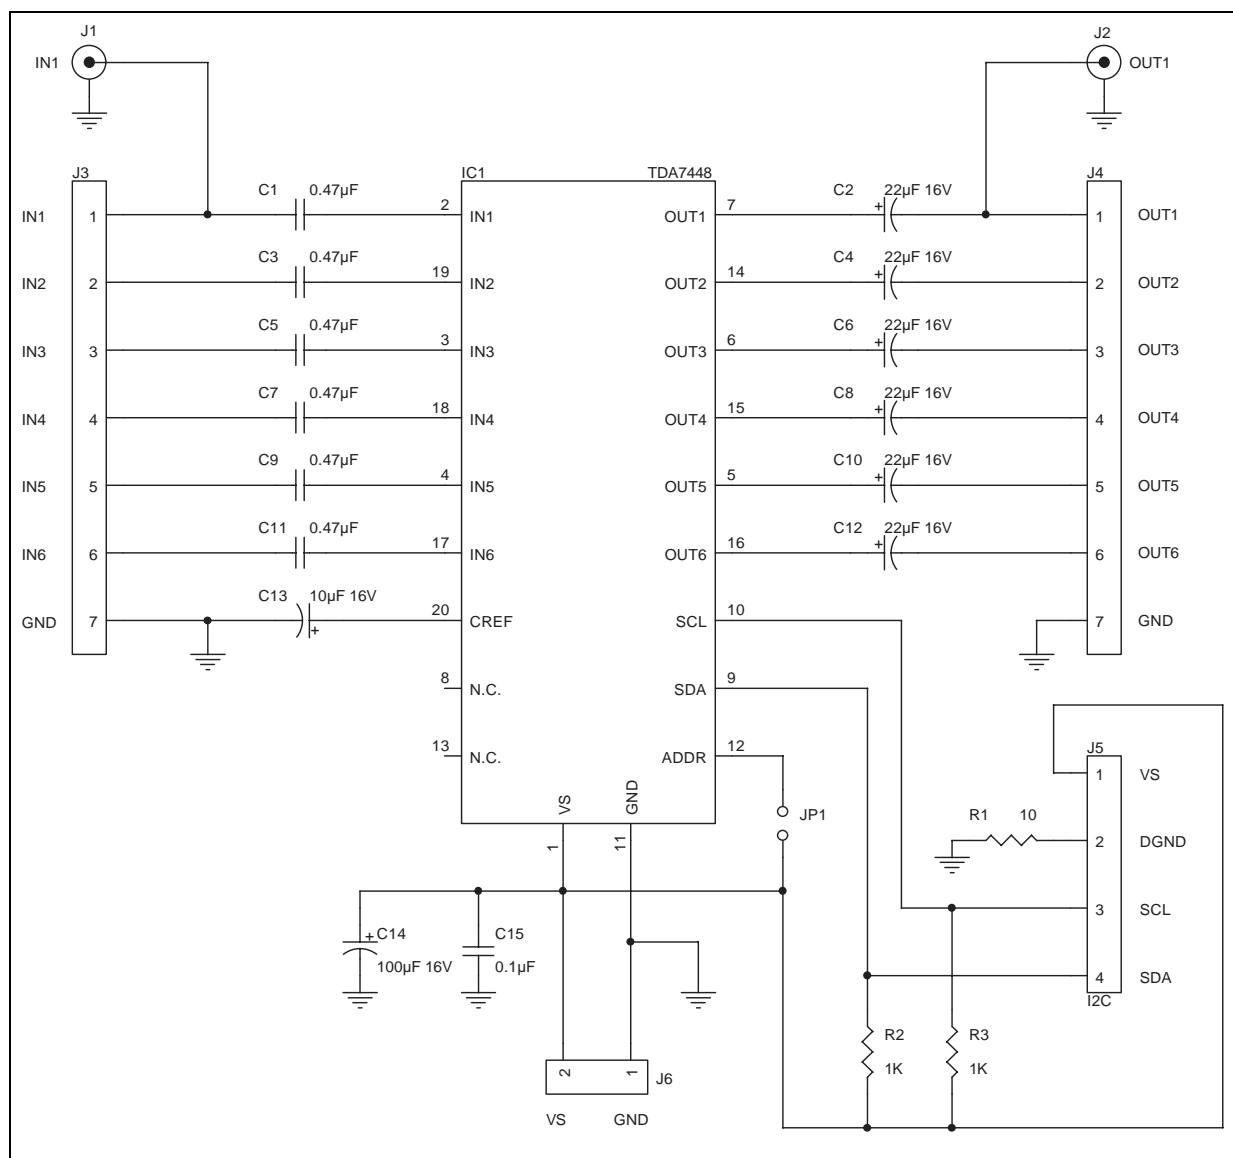 J1
J2
IN1
OUT1
J3
IC1
TDA7448
J4
C1 0.47µF
C2 22µF 16V
IN1 1
2 IN1
OUT1 7
+
1 OUT1
C3 0.47µF
C4 22µF 16V
IN2 2
19 IN2
OUT2 14
+
2 OUT2
C5 0.47µF
C6 22µF 16V
IN3 3
3 IN3
OUT3 6
+
3 OUT3
C7 0.47µF
C8 22µF 16V
IN4 4
18 IN4
OUT4 15
+
4 OUT4
C9 0.47µF
C10 22µF 16V
IN5 5
4 IN5
OUT5 5
+
5 OUT5
C11 0.47µF
C12 22µF 16V
IN6 6
17 IN6
OUT6 16
+
6 OUT6
C13 10µF 16V
GND 7
+
20 CREF
SCL 10
7 GND
8 N.C.
SDA 9
13 N.C.
ADDR 12
J5
1 VS
VS
GND
JP1
R1 10
2 DGND
1
11
3 SCL
+ C14
100µF 16V
C15
0.1µF
4 SDA
I2C
R2
1K
R3
1K
2
1
J6
VS
GND